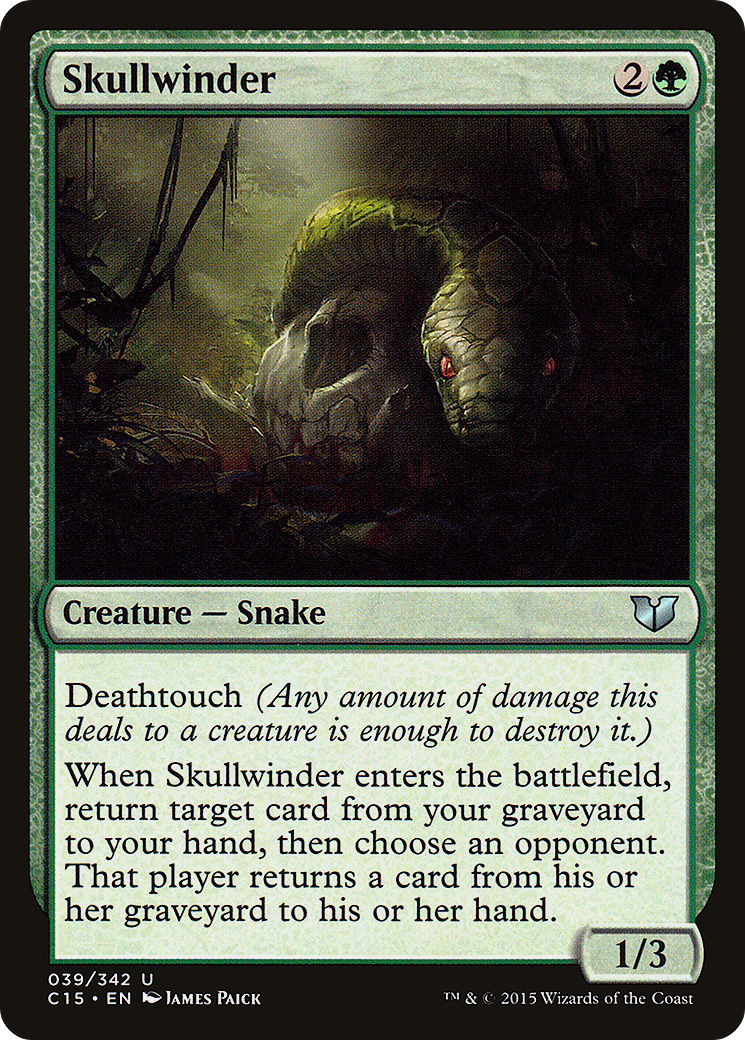 Skullwinder 2
Creature — Snake
Deathtouch (Any amount of damage this
deals to a creature is enough to destroy it.)
When Skullwinder enters the battlefield,
return target card from your graveyard
to your hand, then choose an opponent.
That player returns a card from his or
her graveyard to his or her hand.
1/3
039/342 U
C15 • EN James Paick
™ & © 2015 Wizards of the Coast